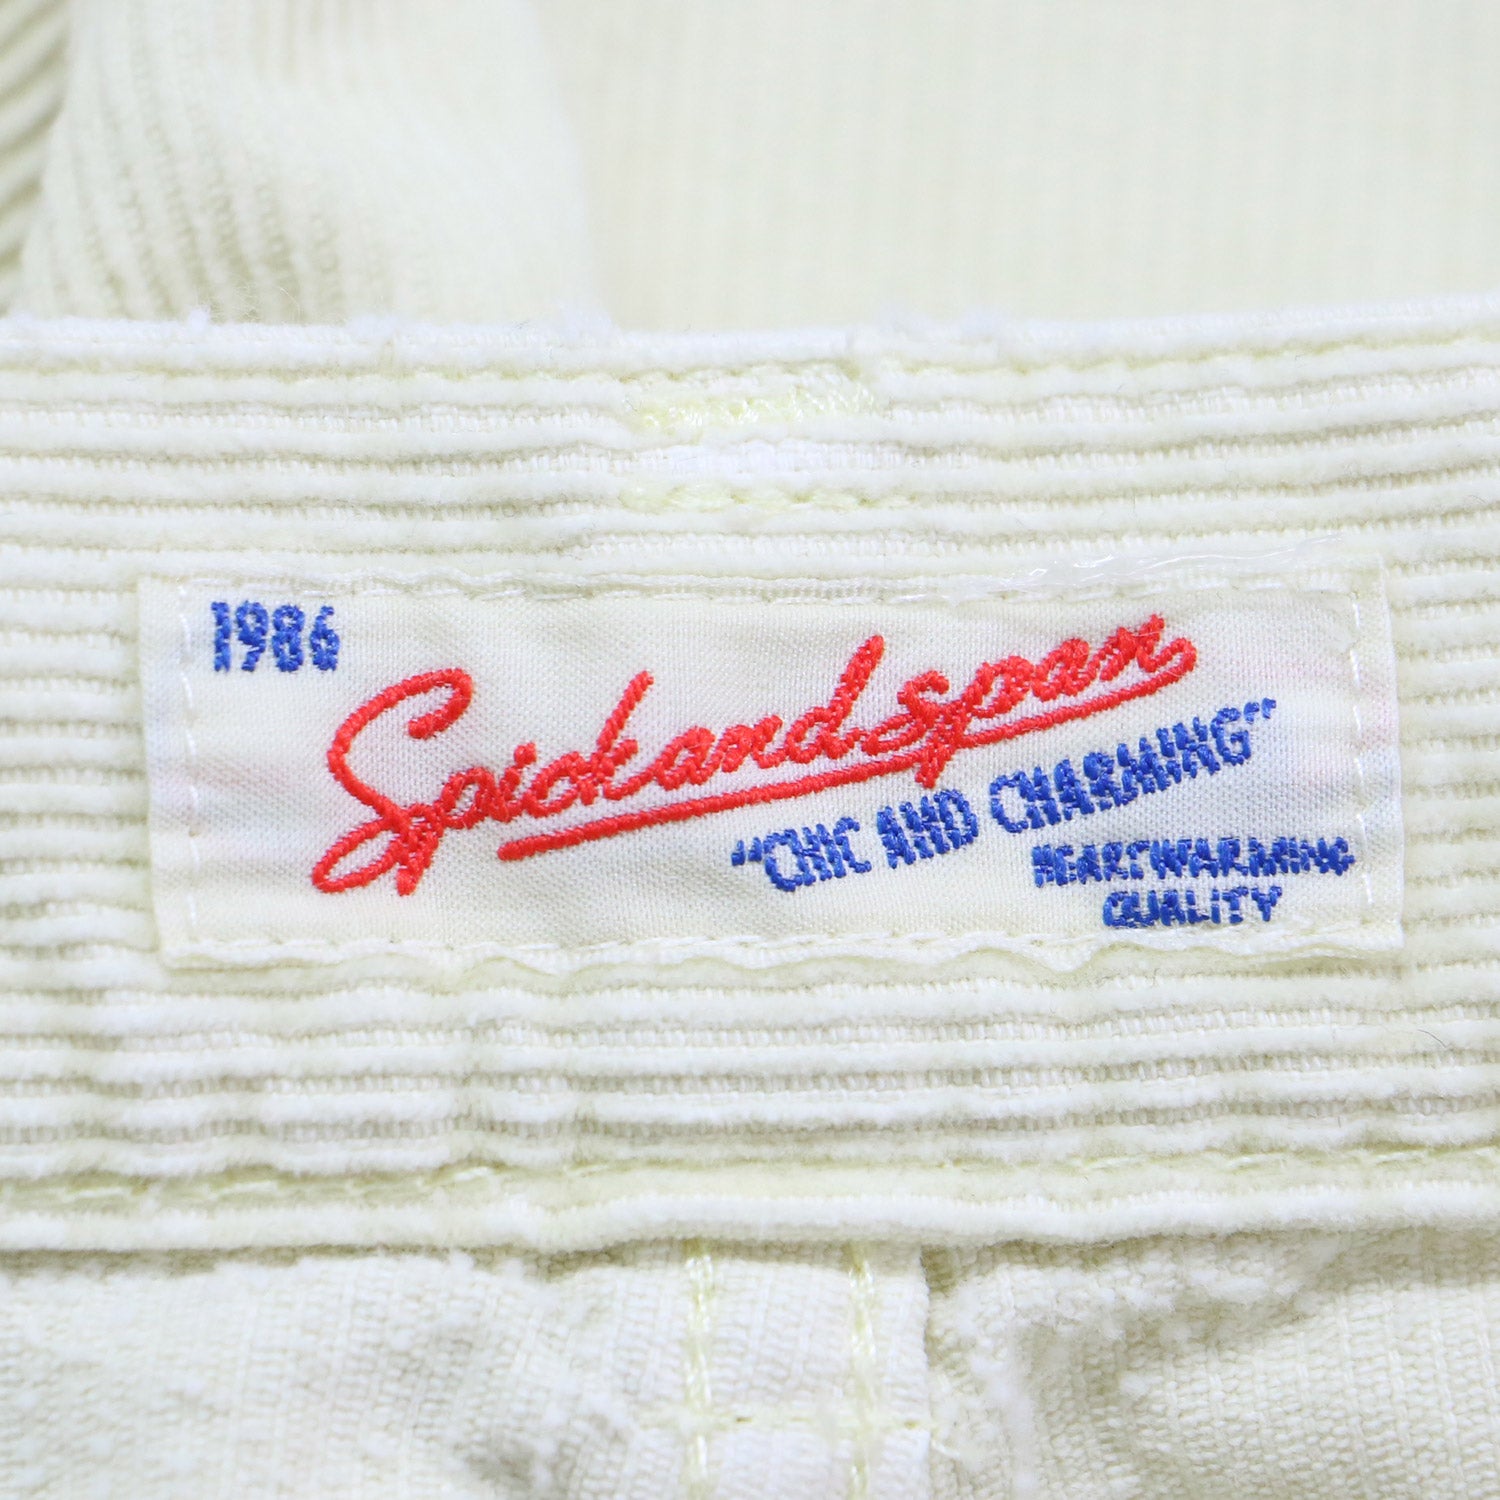 1986
Spickandspan
"CHIC AND CHARMING"
HEARTWARMING
QUALITY